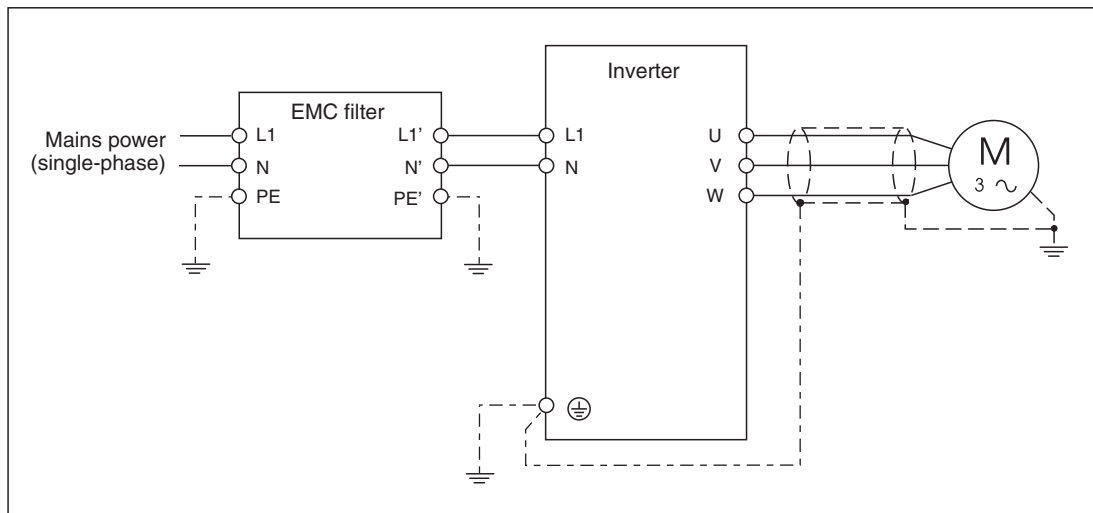 Inverter
EMC filter
Mains power
(single-phase)
L1
L1’
L1
U
N
N’
N
V
PE
PE’
W
M
3 ∿